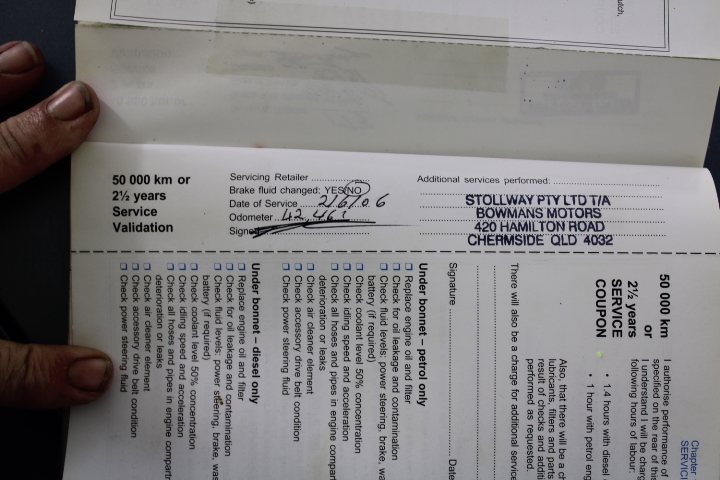 utch,
50 000 km or
2½ years
Service
Validation
Servicing Retailer
Brake fluid changed: YES/NO
Date of Service 2/6/06
Odometer 42,461
Signed
Additional services performed:
STOLLWAY PTY LTD T/A
BOWMANS MOTORS
420 HAMILTON ROAD
CHERMSIDE QLD 4032
Chapter
SERVIC
50 000 km
or
2½ years
SERVICE
COUPON
I authorise performance of
specified on the rear of this
I understand I will be charg
following hours of labour:
• 1.4 hours with diesel e
• 1 hour with petrol eng
Also, that there will be a ch
lubricants, filters and parts
result of checks and additi
performed as requested.
There will also be a charge for additional service
Signature
Date
Under bonnet – petrol only
❑ Replace engine oil and filter
❑ Check for oil leakage and contamination
❑ Check fluid levels: power steering, brake, wa
battery (if required)
❑ Check coolant level 50% concentration
❑ Check idling speed and acceleration
❑ Check all hoses and pipes in engine compar
deterioration or leaks
❑ Check air cleaner element
❑ Check accessory drive belt condition
❑ Check power steering fluid
Under bonnet – diesel only
❑ Replace engine oil and filter
❑ Check for oil leakage and contamination
❑ Check fluid levels: power steering, brake, was
battery (if required)
❑ Check coolant level 50% concentration
❑ Check idling speed and acceleration
❑ Check all hoses and pipes in engine compartm
deterioration or leaks
❑ Check air cleaner element
❑ Check accessory drive belt condition
❑ Check power steering fluid